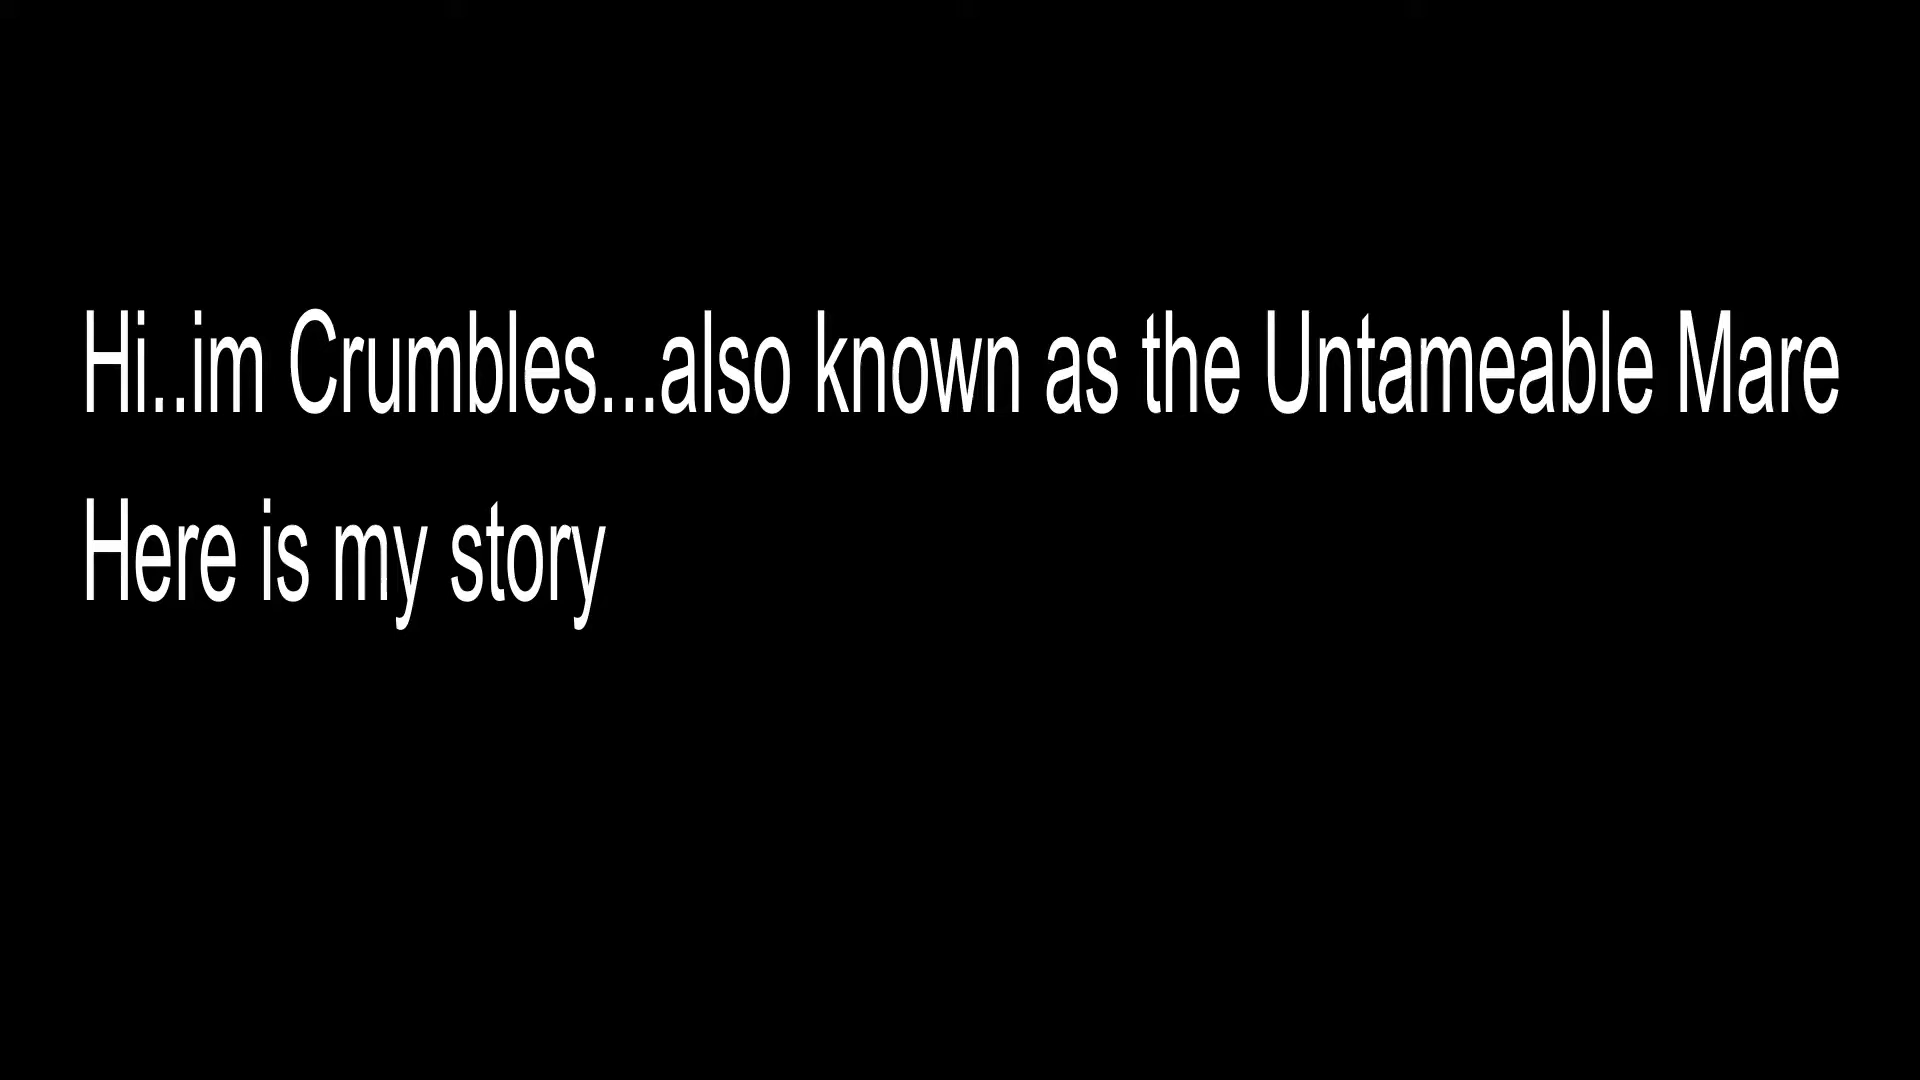 Hi..im Crumbles...also known as the Untameable Mare
Here is my story